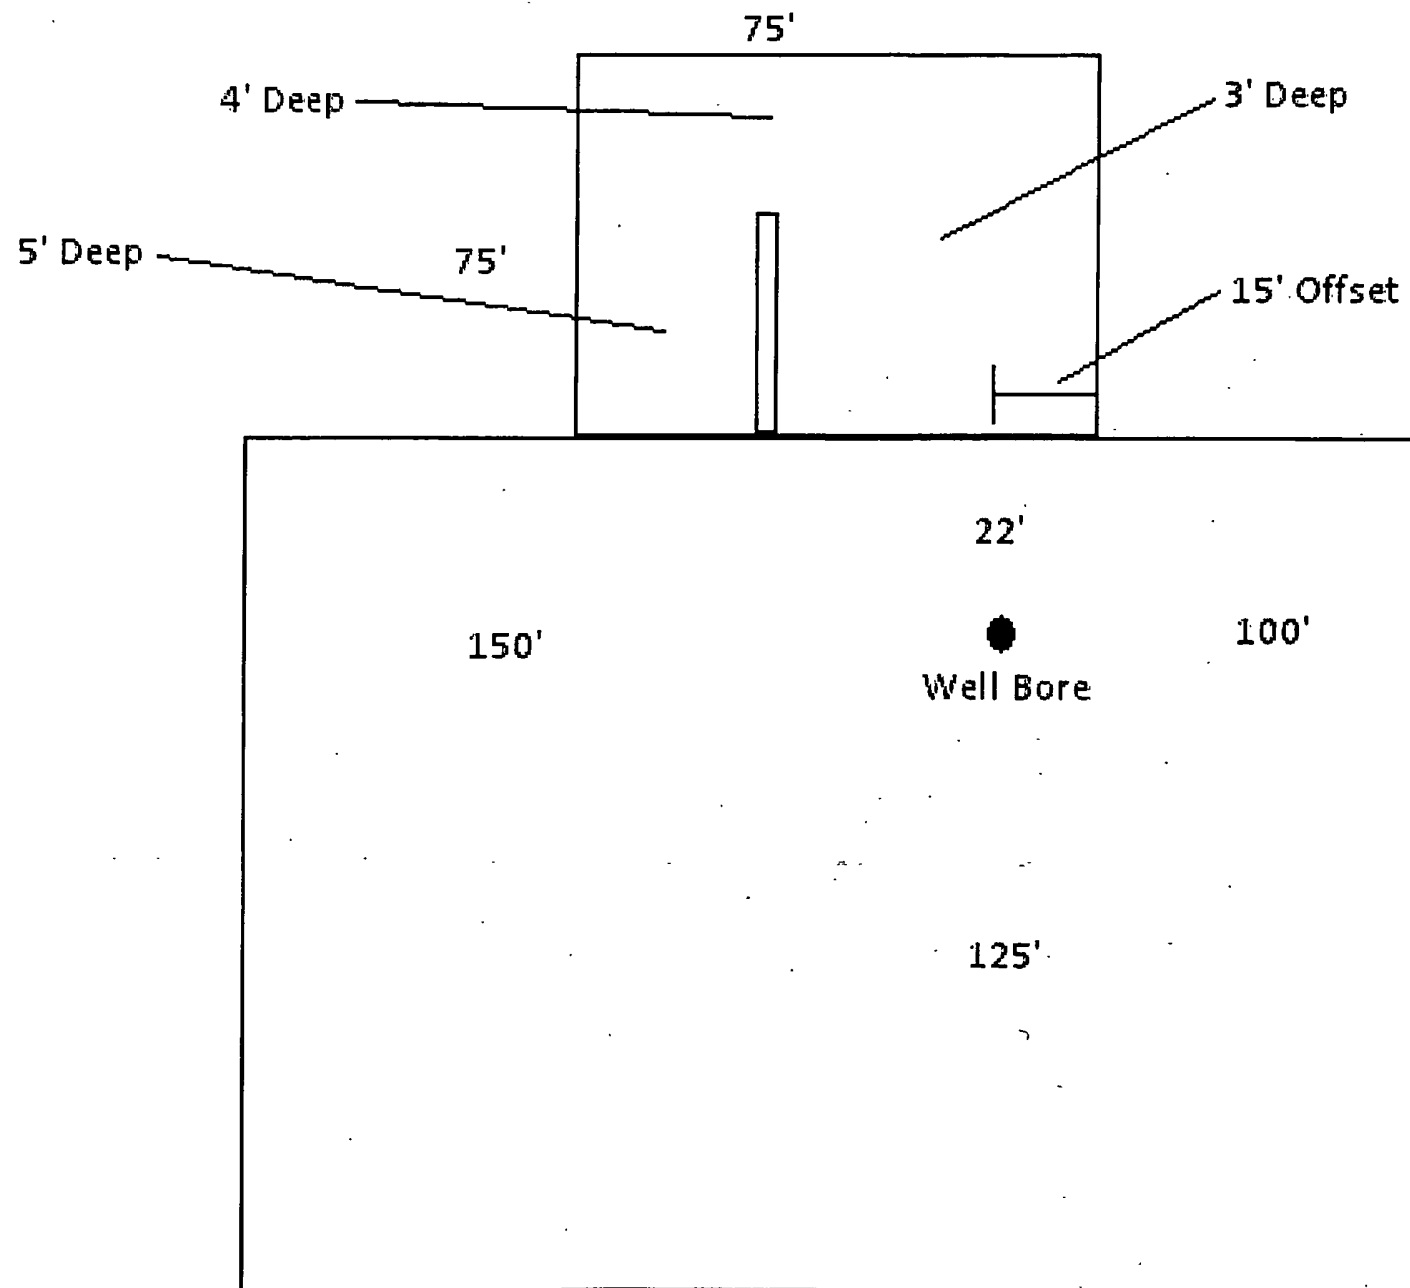 75'
4' Deep
3' Deep
5' Deep
75'
15' Offset
22'
150'
100'
Well Bore
125'